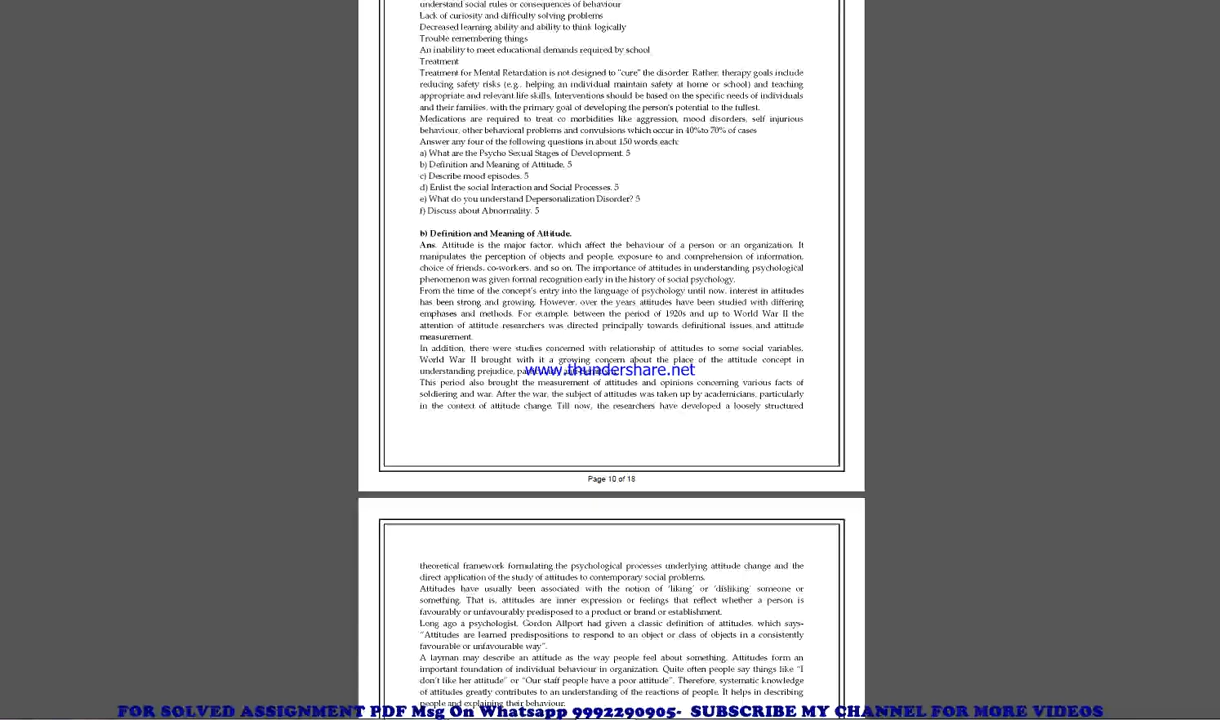 understand social rules or consequences of behaviour
Lack of curiosity and difficulty solving problems
Decreased learning ability and ability to think logically
Trouble remembering things
An inability to meet educational demands required by school
Treatment
Treatment for Mental Retardation is not designed to "cure" the disorder. Rather, therapy goals include
reducing safety risks (e.g., helping an individual maintain safety at home or school) and teaching
appropriate and relevant life skills. Interventions should be based on the specific needs of individuals
and their families, with the primary goal of developing the person's potential to the fullest.
Medications are required to treat co morbidities like aggression, mood disorders, self injurious
behaviour, other behavioral problems and convulsions which occur in 40%to 70% of cases
Answer any four of the following questions in about 150 words each:
a) What are the Psycho Sexual Stages of Development. 5
b) Definition and Meaning of Attitude. 5
c) Describe mood episodes. 5
d) Enlist the social Interaction and Social Processes. 5
e) What do you understand Depersonalization Disorder? 5
f) Discuss about Abnormality. 5
b) Definition and Meaning of Attitude.
Ans. Attitude is the major factor, which affect the behaviour of a person or an organization. It
manipulates the perception of objects and people, exposure to and comprehension of information,
choice of friends, co-workers, and so on. The importance of attitudes in understanding psychological
phenomenon was given formal recognition early in the history of social psychology.
From the time of the concept's entry into the language of psychology until now, interest in attitudes
has been strong and growing. However, over the years attitudes have been studied with differing
emphases and methods. For example, between the period of 1920s and up to World War II the
attention of attitude researchers was directed principally towards definitional issues and attitude
measurement.
In addition, there were studies concerned with relationship of attitudes to some social variables.
World War II brought with it a growing concern about the place of the attitude concept in
understanding prejudice,
www.thundershare.net
This period also brought the measurement of attitudes and opinions concerning various facts of
soldiering and war. After the war, the subject of attitudes was taken up by academicians, particularly
in the context of attitude change. Till now, the researchers have developed a loosely structured
Page 10 of 18
theoretical framework formulating the psychological processes underlying attitude change and the
direct application of the study of attitudes to contemporary social problems.
Attitudes have usually been associated with the notion of 'liking' or 'disliking' someone or
something. That is, attitudes are inner expression or feelings that reflect whether a person is
favourably or unfavourably predisposed to a product or brand or establishment.
Long ago a psychologist, Gordon Allport had given a classic definition of attitudes, which says-
"Attitudes are learned predispositions to respond to an object or class of objects in a consistently
favourable or unfavourable way".
A layman may describe an attitude as the way people feel about something. Attitudes form an
important foundation of individual behaviour in organization. Quite often people say things like "I
don't like her attitude" or "Our staff people have a poor attitude". Therefore, systematic knowledge
of attitudes greatly contributes to an understanding of the reactions of people. It helps in describing
people and explaining their behaviour.
FOR SOLVED ASSIGNMENT PDF Msg On Whatsapp 9992290905- SUBSCRIBE MY CHANNEL FOR MORE VIDEOS